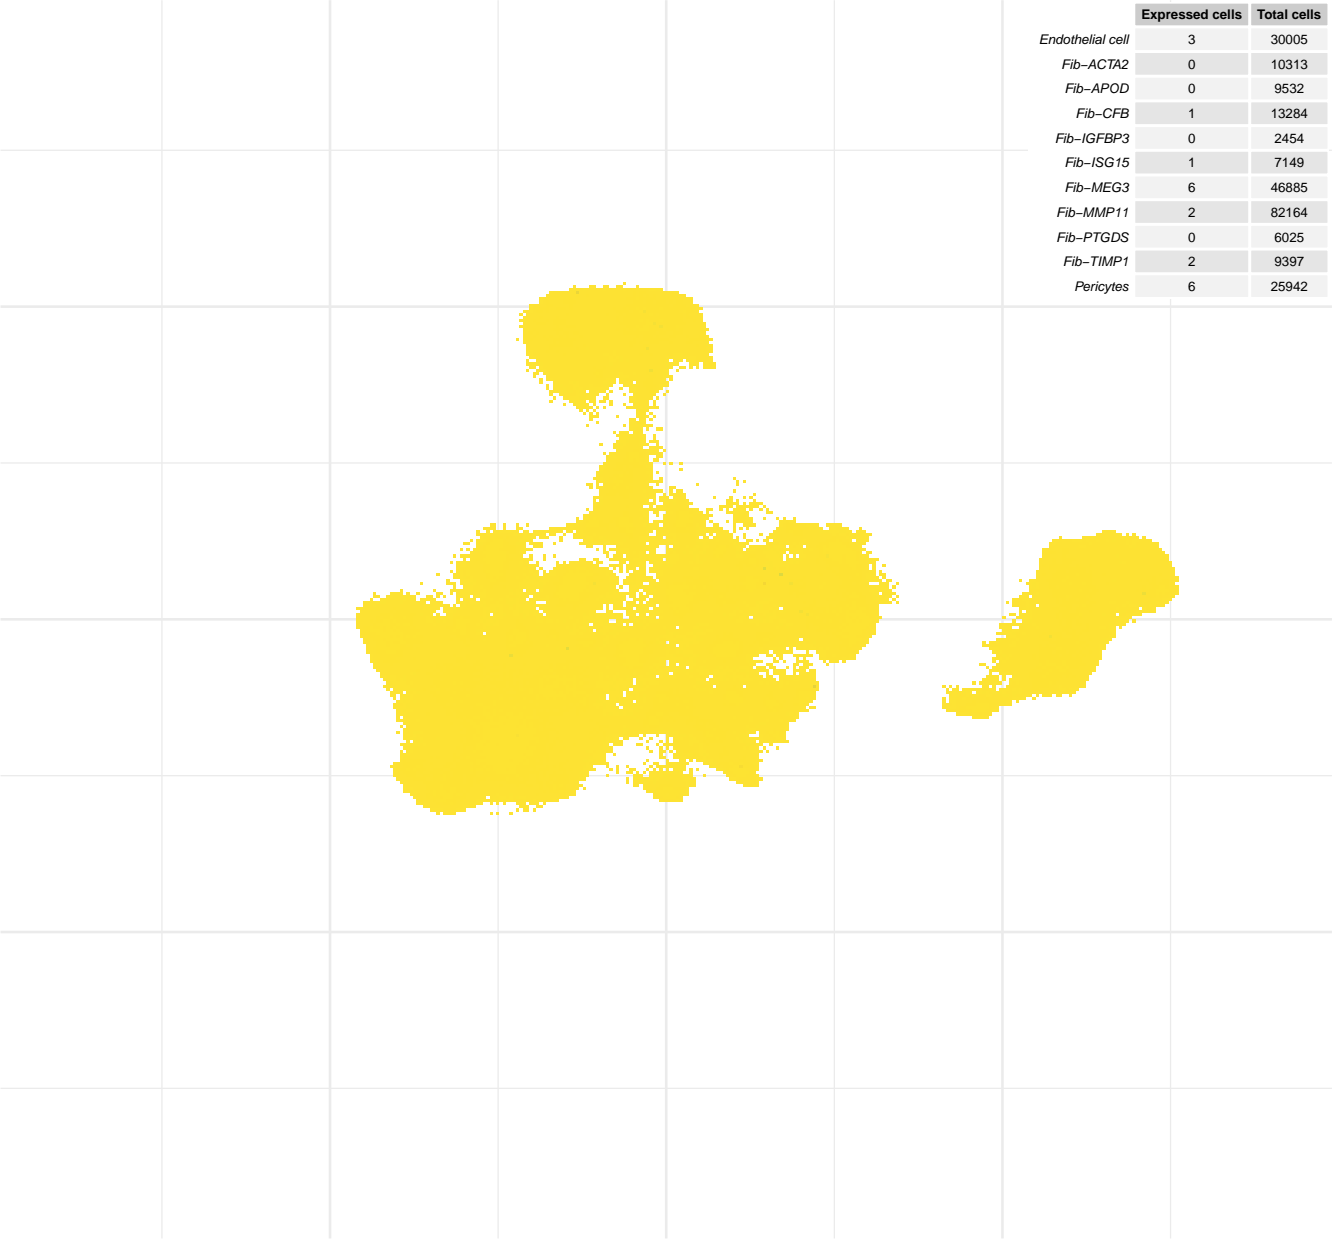 Expressed cells Total cells
Endothelial cell 3 30005
Fib−ACTA2 0 10313
Fib−APOD 0 9532
Fib−CFB 1 13284
Fib−IGFBP3 0 2454
Fib−ISG15 1 7149
Fib−MEG3 6 46885
Fib−MMP11 2 82164
Fib−PTGDS 0 6025
Fib−TIMP1 2 9397
Pericytes 6 25942